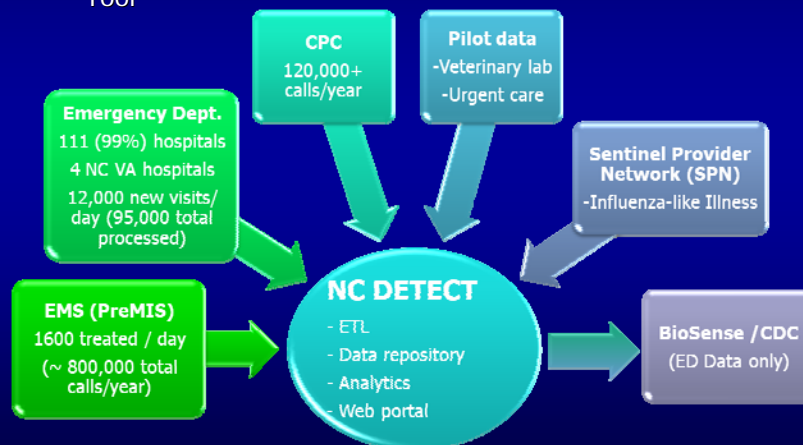 CPC
120,000+
calls/year
Pilot data
-Veterinary lab
-Urgent care
Emergency Dept.
111 (99%) hospitals
4 NC VA hospitals
12,000 new visits/
day (95,000 total
processed)
Sentinel Provider
Network (SPN)
-Influenza-like Illness
EMS (PreMIS)
1600 treated / day
(~ 800,000 total
calls/year)
NC DETECT
- ETL
- Data repository
- Analytics
- Web portal
BioSense /CDC
(ED Data only)